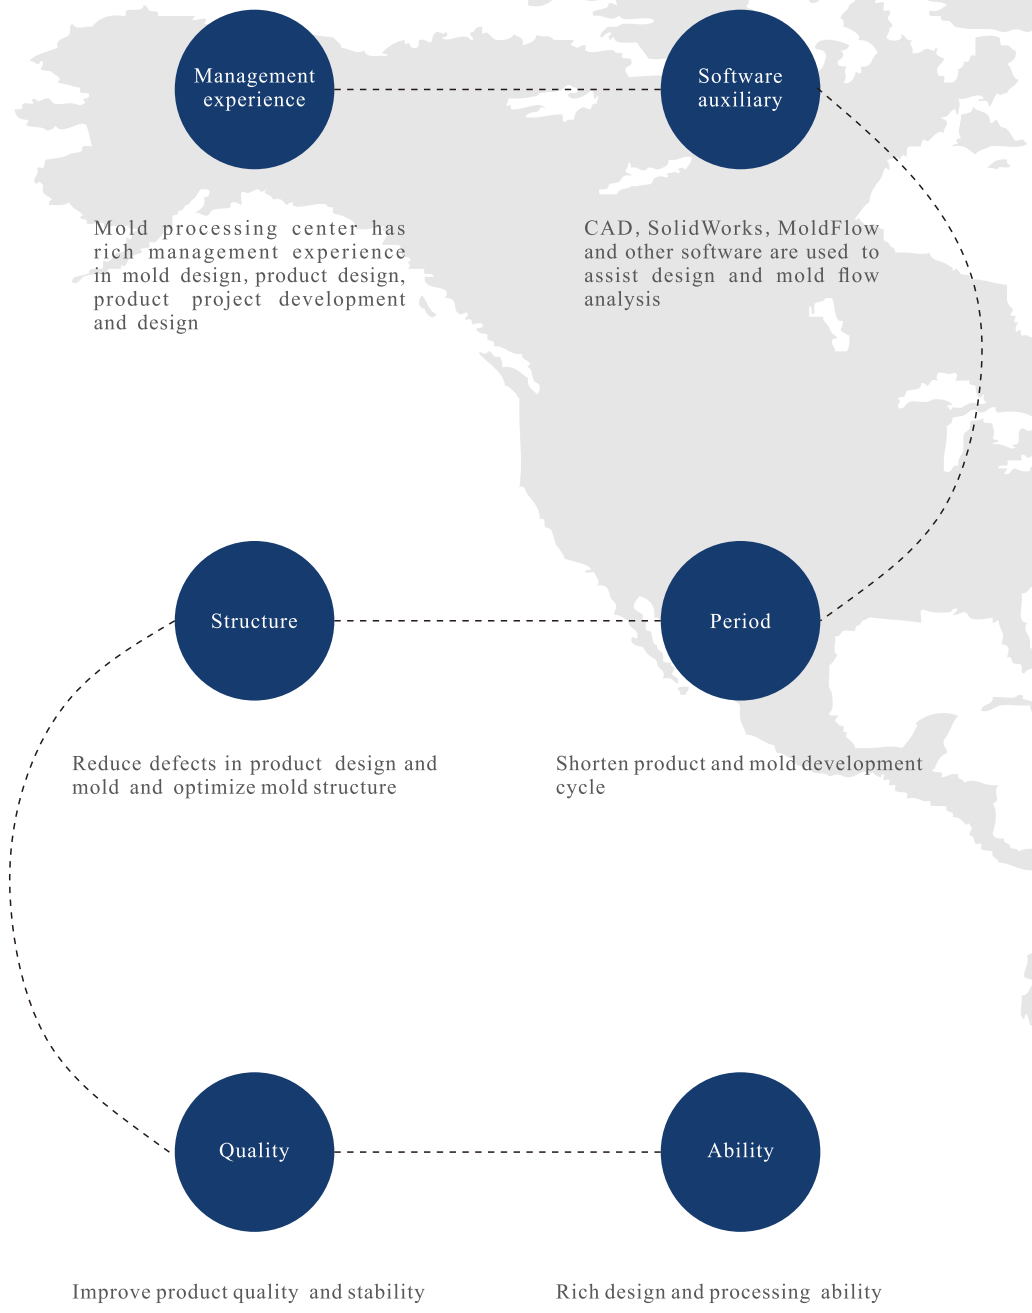 Management
experience
Software
auxiliary
Mold processing center has
rich management experience
in mold design, product design,
product project development
and design
CAD, SolidWorks, MoldFlow
and other software are used to
assist design and mold flow
analysis
Structure
Period
Reduce defects in product design and
mold and optimize mold structure
Shorten product and mold development
cycle
Quality
Ability
Improve product quality and stability
Rich design and processing ability